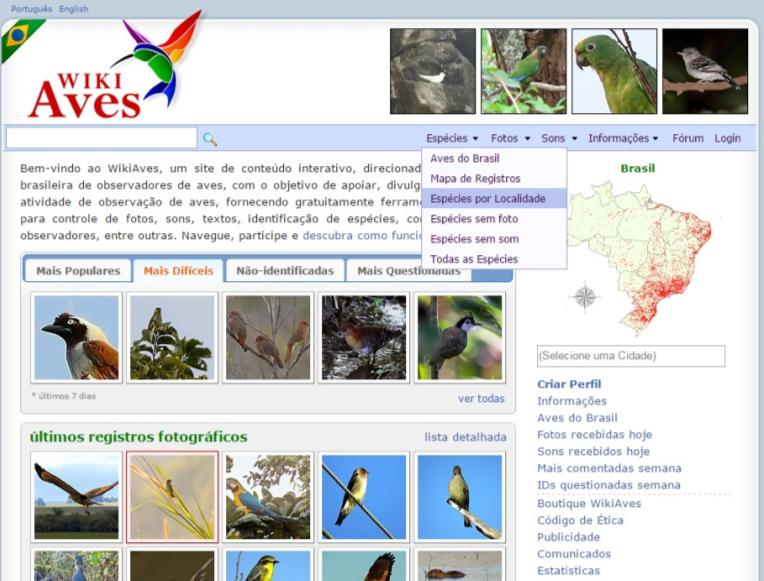 Português English
WIKI
Aves
Espécies Fotos Sons Informações Fórum Login
Aves do Brasil
Mapa de Registros
Espécies por Localidade
Espécies sem foto
Espécies sem som
Todas as Espécies
Bem-vindo ao WikiAves, um site de conteúdo interativo, direcionad
brasileira de observadores de aves, com o objetivo de apoiar, divulg
atividade de observação de aves, fornecendo gratuitamente ferram
para controle de fotos, sons, textos, identificação de espécies, co
observadores, entre outras. Navegue, participe e descubra como funci
Mais Populares Mais Difíceis Não-identificadas Mais Questionadas
* últimos 7 dias ver todas
últimos registros fotográficos lista detalhada
Brasil
(Selecione uma Cidade)
Criar Perfil
Informações
Aves do Brasil
Fotos recebidas hoje
Sons recebidos hoje
Mais comentadas semana
IDs questionadas semana
Boutique WikiAves
Código de Ética
Publicidade
Comunicados
Estatísticas